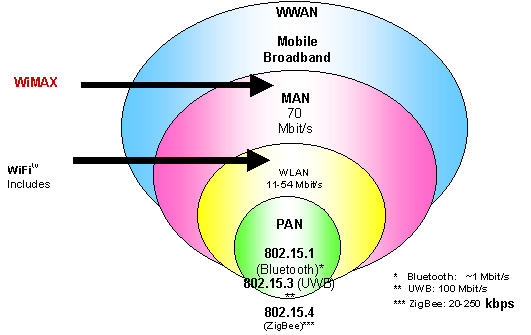 WWAN
Mobile
Broadband
WiMAX
MAN
70
Mbit/s
WiFi
Includes
WLAN
11-54 Mbit/s
PAN
802.15.1
(Bluetooth)*
802.15.3 (UWB)
**
802.15.4
(ZigBee)***
* Bluetooth: ~1 Mbit/s
** UWB: 100 Mbit/s
*** ZigBee: 20-250 kbps